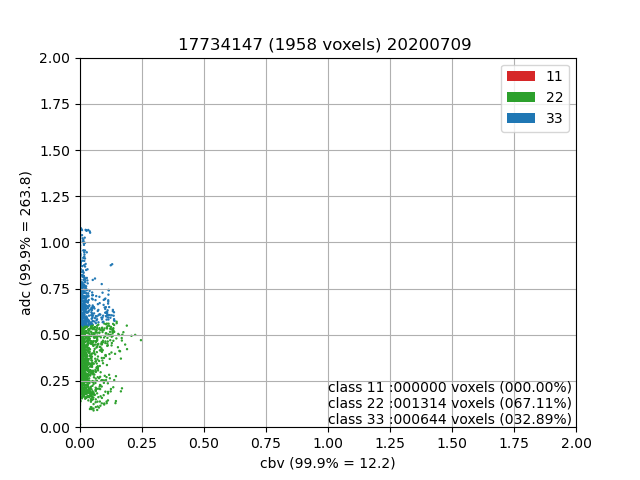 17734147 (1958 voxels) 20200709
2.00
1.75
1.50
1.25
1.00
0.75
0.50
0.25
0.00
adc (99.9% = 263.8)
11
22
33
class 11 :000000 voxels (000.00%)
class 22 :001314 voxels (067.11%)
class 33 :000644 voxels (032.89%)
0.00 0.25 0.50 0.75 1.00 1.25 1.50 1.75 2.00
cbv (99.9% = 12.2)